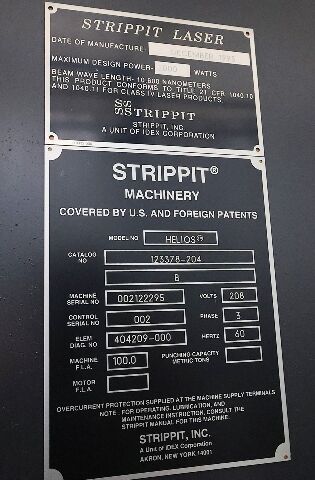 STRIPPIT LASER
DATE OF MANUFACTURE: DECEMBER 1995
MAXIMUM DESIGN POWER- 000 WATTS
BEAM WAVE LENGTH- 10,600 NANOMETERS
THIS PRODUCT CONFORMS TO TITLE 21 CFR 1040.10
AND 1040.11 FOR CLASS IV LASER PRODUCTS
STRIPPIT
STRIPPIT, INC
A UNIT OF IDEX CORPORATION
STRIPPIT®
MACHINERY
COVERED BY U.S. AND FOREIGN PATENTS
MODEL NO HELIOS
CATALOG NO 123378-204
B
MACHINE SERIAL NO 002122295 VOLTS 208
CONTROL SERIAL NO 002 PHASE 3
ELEM DIAG. NO 404209-000 HERTZ 60
MACHINE F.L.A. 100.0 PUNCHING CAPACITY METRIC TONS
MOTOR F.L.A.
OVERCURRENT PROTECTION SUPPLIED AT THE MACHINE SUPPLY TERMINALS
NOTE: FOR OPERATING, LUBRICATION, AND
MAINTENANCE INSTRUCTION, CONSULT THE
STRIPPIT MANUAL FOR THIS MACHINE.
STRIPPIT, INC.
A Unit of IDEX Corporation
AKRON, NEW YORK 14001